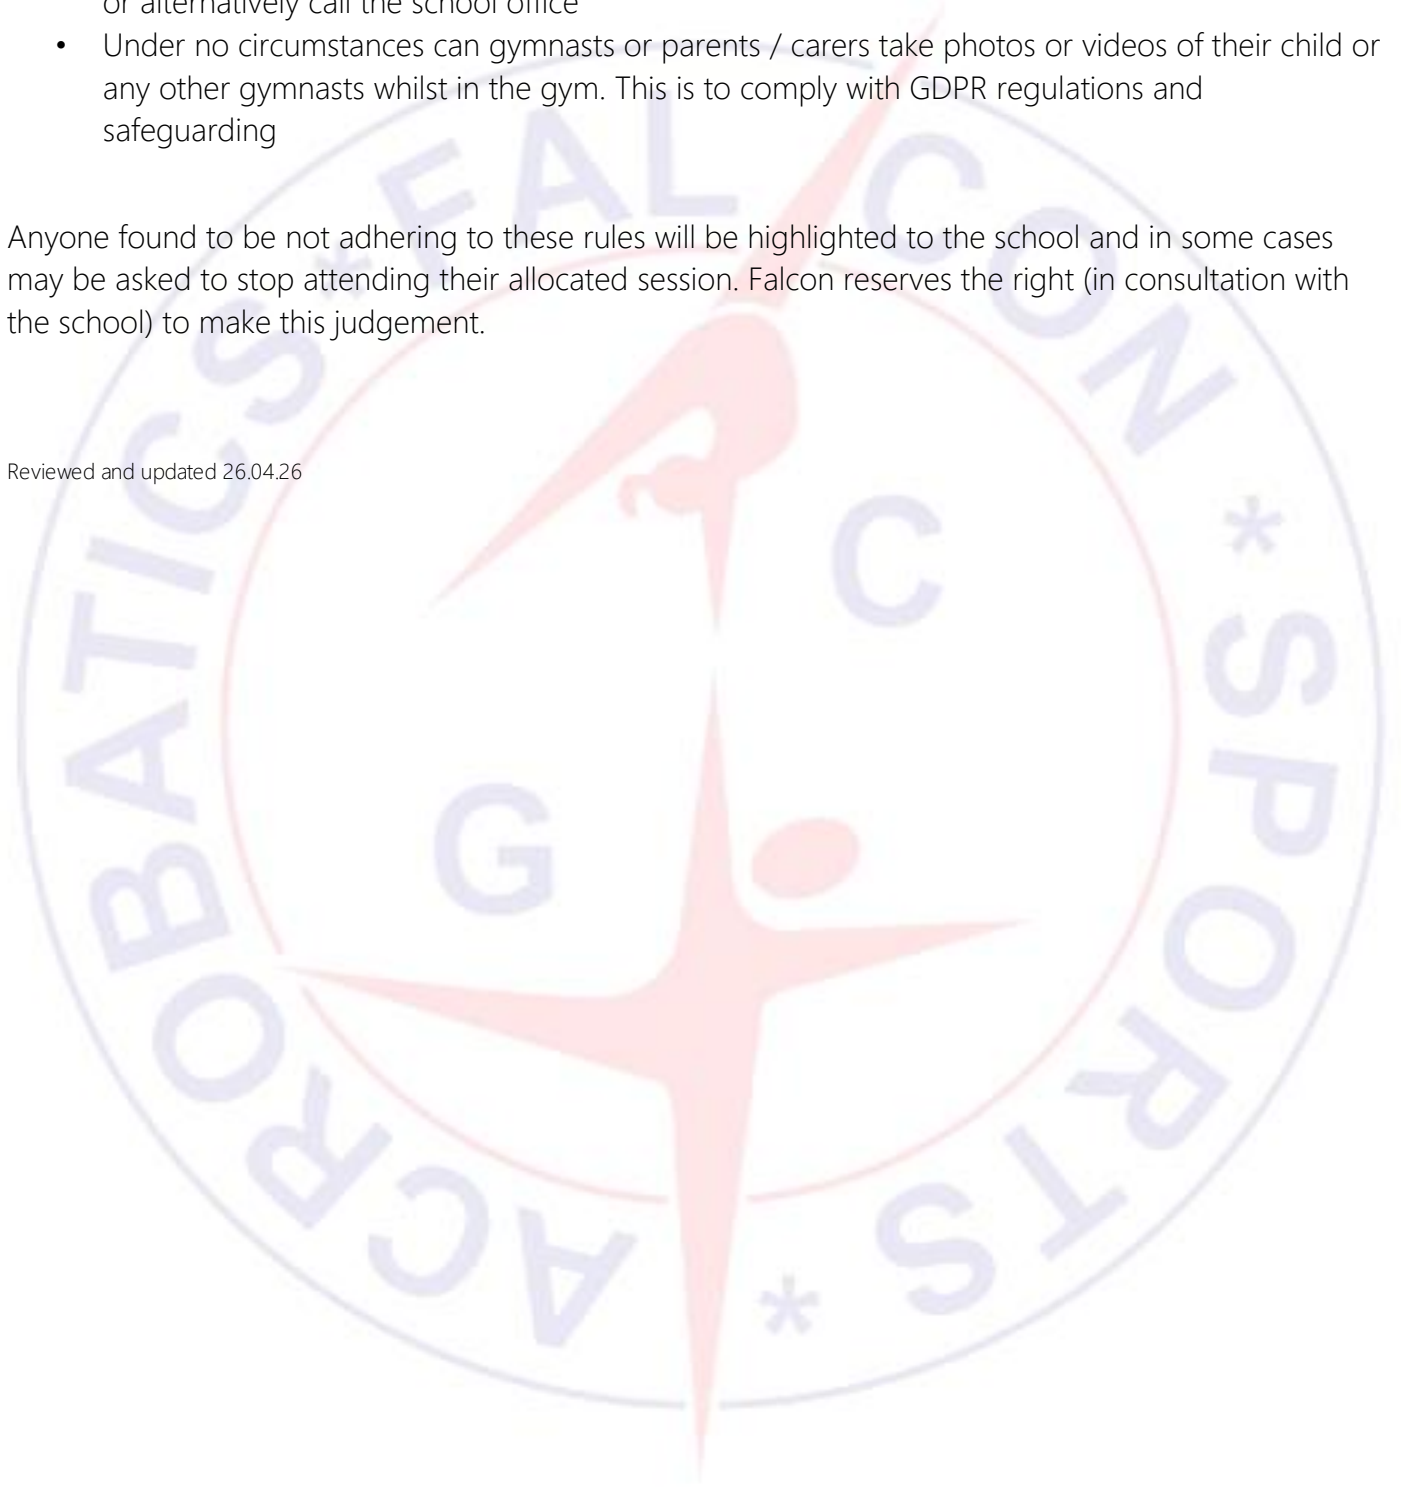 or alternatively call the school office
• Under no circumstances can gymnasts or parents / carers take photos or videos of their child or
any other gymnasts whilst in the gym. This is to comply with GDPR regulations and
safeguarding
Anyone found to be not adhering to these rules will be highlighted to the school and in some cases
may be asked to stop attending their allocated session. Falcon reserves the right (in consultation with
the school) to make this judgement.
Reviewed and updated 26.04.26
FALCON * SPORTS * ACROBATICS *
G C